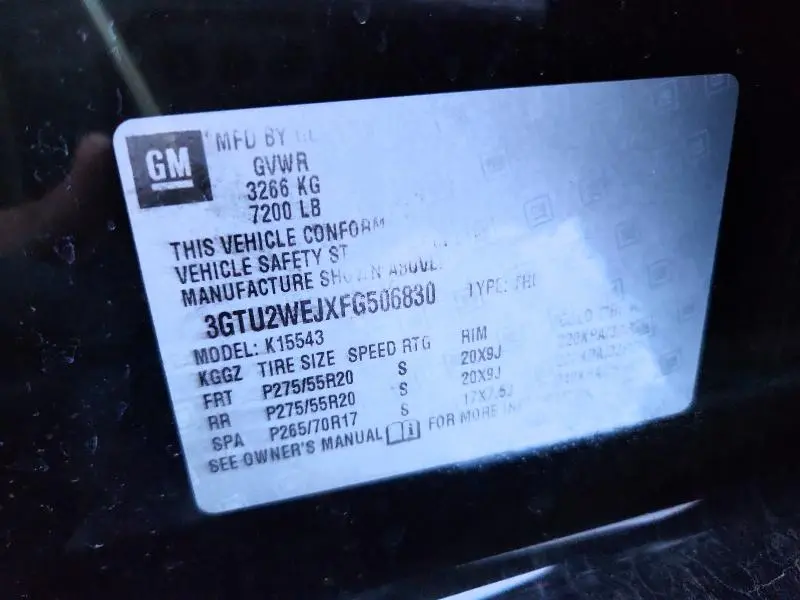 GM
MFD BY
GVWR
3266 KG
7200 LB
THIS VEHICLE CONFORM
VEHICLE SAFETY ST
MANUFACTURE SHOWN ABOVE.
3GTU2WEJXFG506830 TYPE:
MODEL: K15543
KGGZ TIRE SIZE SPEED RTG RIM
FRT P275/55R20 S 20X9J
RR P275/55R20 S 20X9J
SPA P265/70R17 S 17X7.5J
SEE OWNER'S MANUAL i FOR MORE